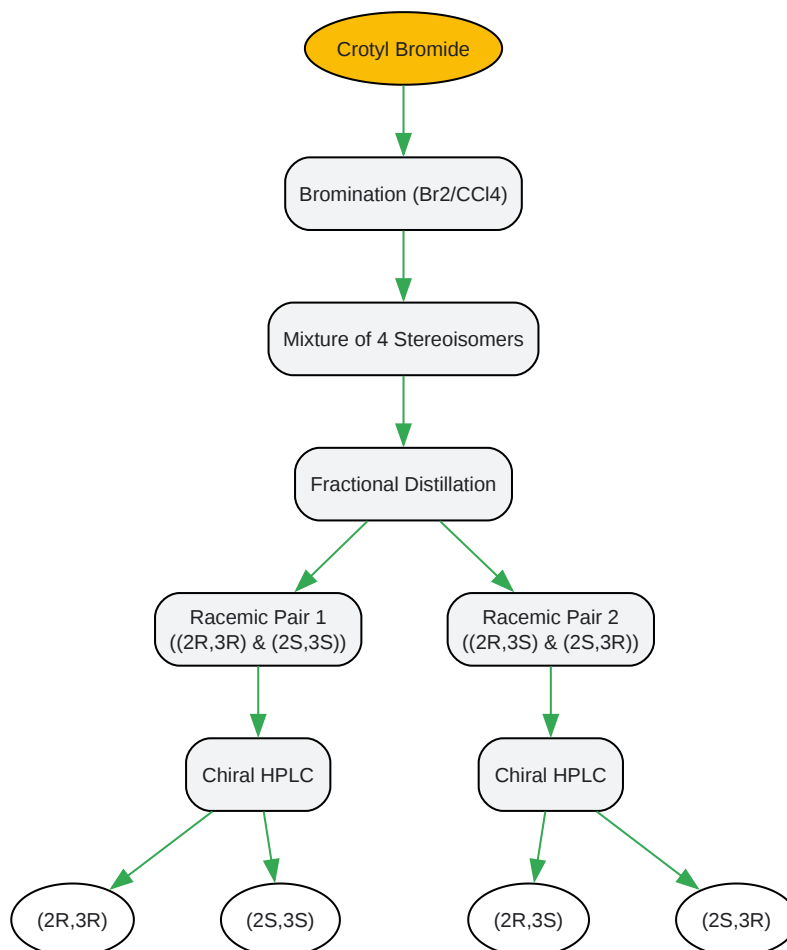 Crotyl Bromide
Bromination (Br2/CCl4)
Mixture of 4 Stereoisomers
Fractional Distillation
Racemic Pair 1
((2R,3R) & (2S,3S))
Racemic Pair 2
((2R,3S) & (2S,3R))
Chiral HPLC
Chiral HPLC
(2R,3R)
(2S,3S)
(2R,3S)
(2S,3R)